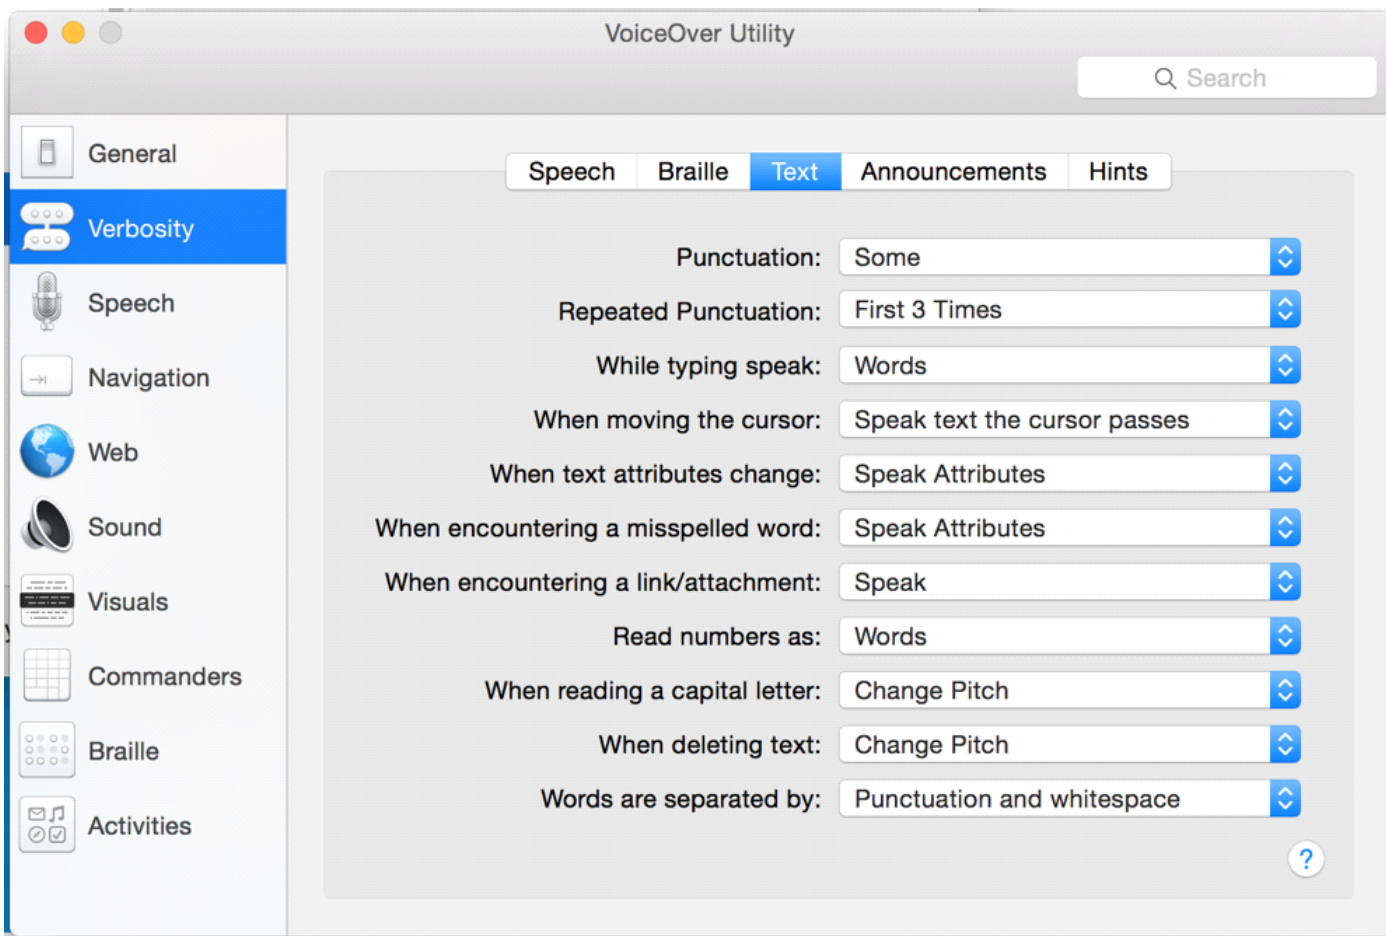 VoiceOver Utility
Search
General
Verbosity
Speech
Navigation
Web
Sound
Visuals
Commanders
Braille
Activities
Speech Braille Text Announcements Hints
Punctuation: Some
Repeated Punctuation: First 3 Times
While typing speak: Words
When moving the cursor: Speak text the cursor passes
When text attributes change: Speak Attributes
When encountering a misspelled word: Speak Attributes
When encountering a link/attachment: Speak
Read numbers as: Words
When reading a capital letter: Change Pitch
When deleting text: Change Pitch
Words are separated by: Punctuation and whitespace
?